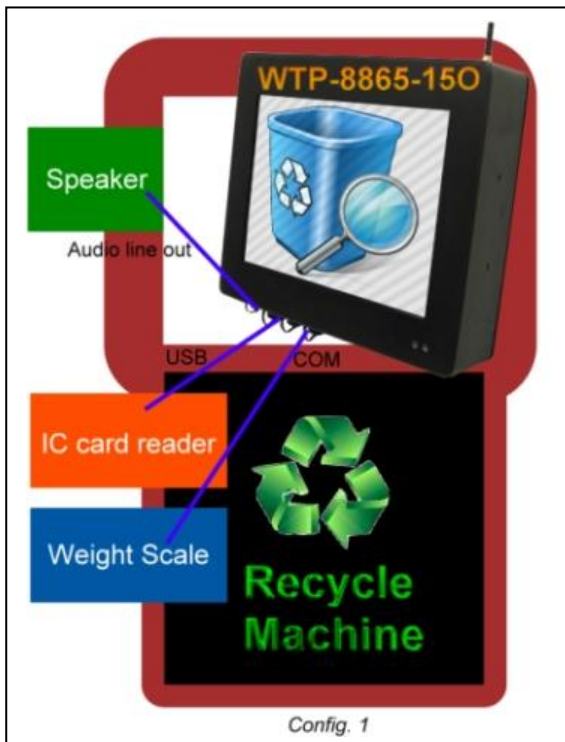 WTP-8865-15O
Speaker
Audio line out
USB
COM
IC card reader
Weight Scale
Recycle
Machine
Config. 1